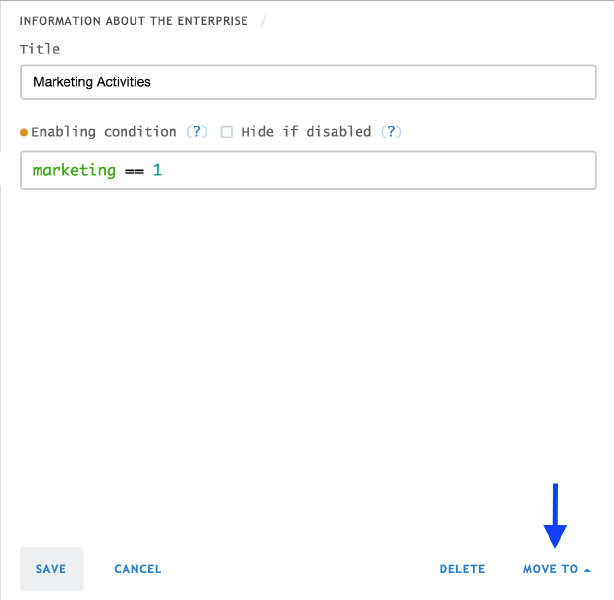 INFORMATION ABOUT THE ENTERPRISE /
Title
Marketing Activities
Enabling condition (?) Hide if disabled (?)
marketing == 1
SAVE CANCEL DELETE MOVE TO